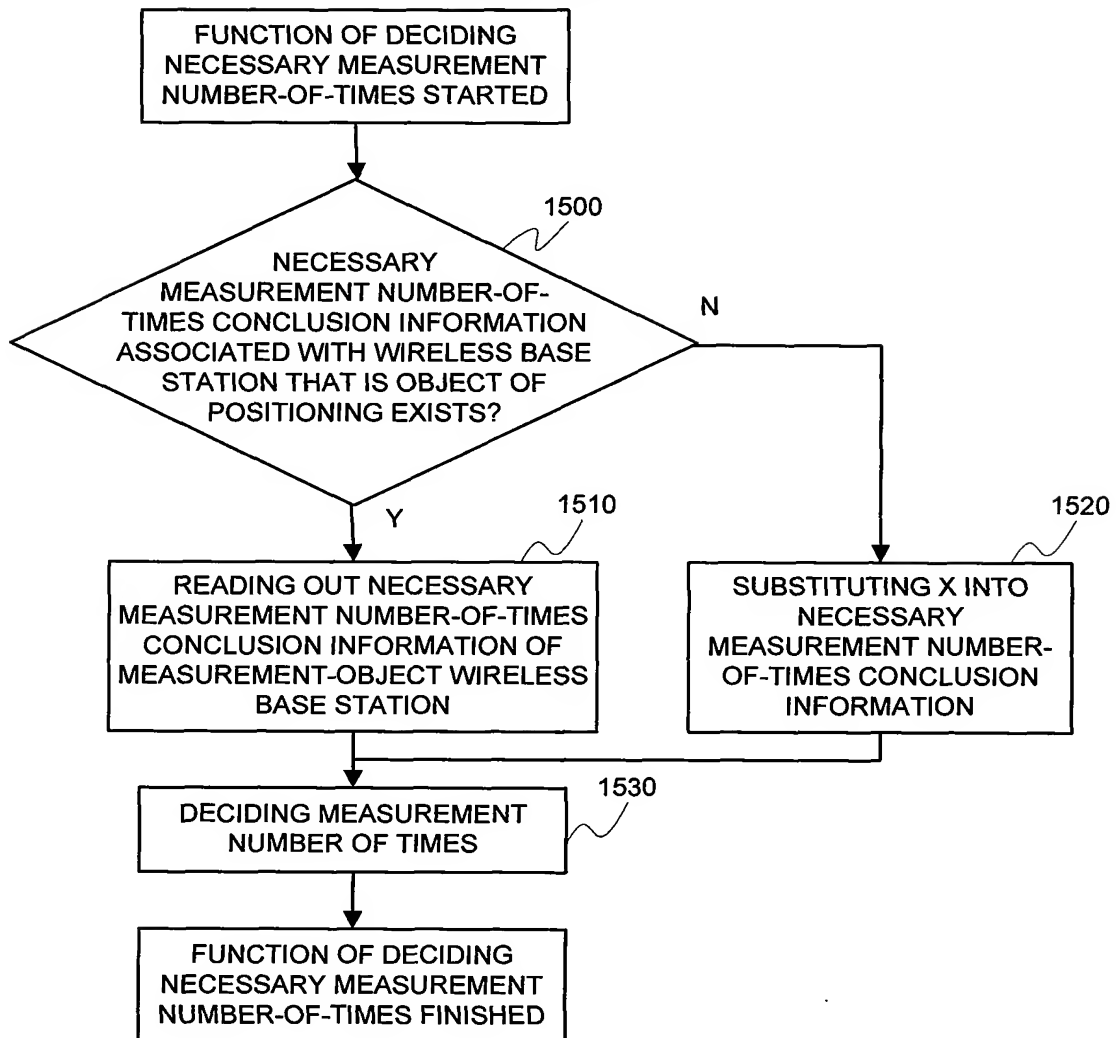 FUNCTION OF DECIDING
NECESSARY MEASUREMENT
NUMBER-OF-TIMES STARTED
1500
NECESSARY
MEASUREMENT NUMBER-OF-
TIMES CONCLUSION INFORMATION
ASSOCIATED WITH WIRELESS BASE
STATION THAT IS OBJECT OF
POSITIONING EXISTS?
N
Y
1510
READING OUT NECESSARY
MEASUREMENT NUMBER-OF-TIMES
CONCLUSION INFORMATION OF
MEASUREMENT-OBJECT WIRELESS
BASE STATION
1520
SUBSTITUTING X INTO
NECESSARY
MEASUREMENT NUMBER-
OF-TIMES CONCLUSION
INFORMATION
1530
DECIDING MEASUREMENT
NUMBER OF TIMES
FUNCTION OF DECIDING
NECESSARY MEASUREMENT
NUMBER-OF-TIMES FINISHED